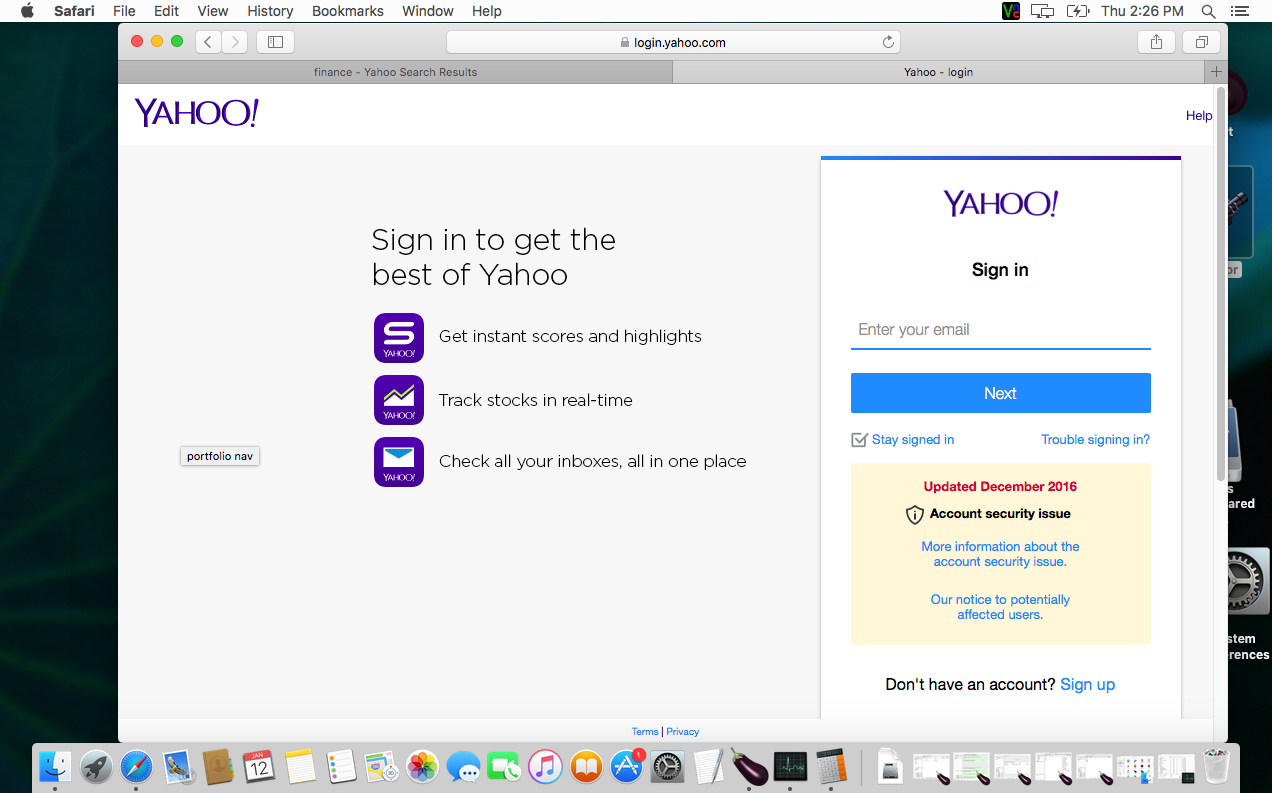 Safari File Edit View History Bookmarks Window Help Thu 2:26 PM
login.yahoo.com
finance - Yahoo Search Results
Yahoo - login
YAHOO!
Help
YAHOO!
Sign in to get the
best of Yahoo
Sign in
YAHOO!
Get instant scores and highlights
Enter your email
YAHOO!
Track stocks in real-time
Next
Stay signed in
Trouble signing in?
portfolio nav
YAHOO!
Check all your inboxes, all in one place
Updated December 2016
Account security issue
More information about the
account security issue.
Our notice to potentially
affected users.
Don't have an account? Sign up
Terms | Privacy
t
or
s
ared
stem
rences
JAN
12
1